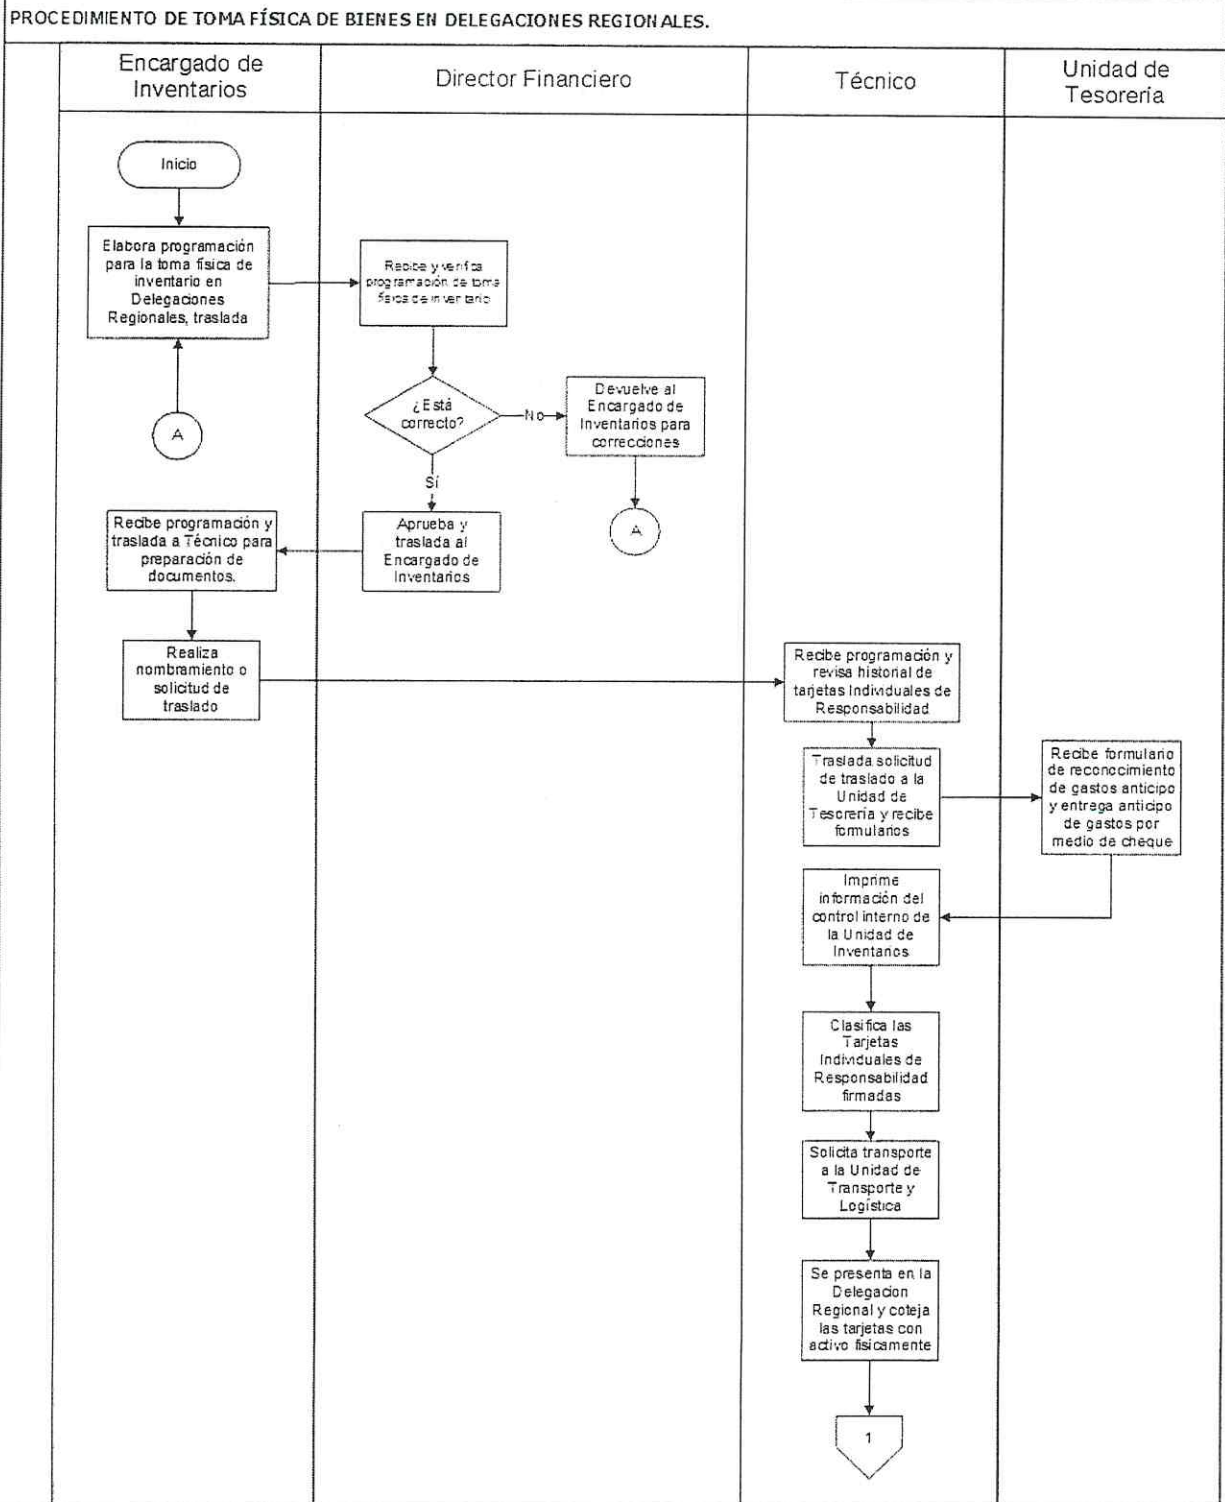 PROCEDIMIENTO DE TOMA FÍSICA DE BIENES EN DELEGACIONES REGIONALES.
Encargado de
Inventarios
Director Financiero
Técnico
Unidad de
Tesorería
Inicio
Elabora programación
para la toma física de
inventario en
Delegaciones
Regionales, traslada
Recibe y verifica
programación de toma
física de inventario
¿Está
correcto?
No
Devuelve al
Encargado de
Inventarios para
correcciones
A
Sí
A
Recibe programación y
traslada a Técnico para
preparación de
documentos.
Aprueba y
traslada al
Encargado de
Inventarios
Realiza
nombramiento o
solicitud de
traslado
Recibe programación y
revisa historial de
tarjetas Individuales de
Responsabilidad
Traslada solicitud
de traslado a la
Unidad de
Tesorería y recibe
formularios
Recibe formulario
de reconocimiento
de gastos anticipo
y entrega anticipo
de gastos por
medio de cheque
Imprime
información del
control interno de
la Unidad de
Inventarios
Clasifica las
Tarjetas
Individuales de
Responsabilidad
firmadas
Solicita transporte
a la Unidad de
Transporte y
Logística
Se presenta en la
Delegacion
Regional y coteja
las tarjetas con
activo fisicamente
1